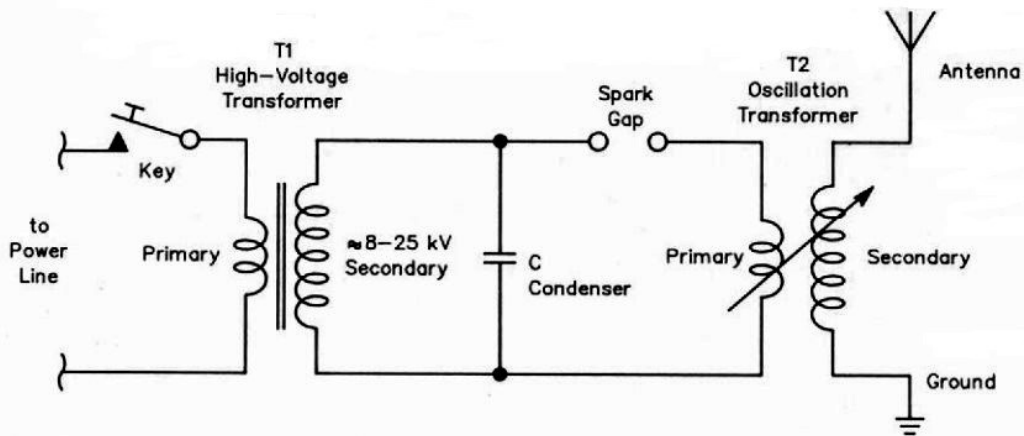 T1
High-Voltage
Transformer
T2
Oscillation
Transformer
Antenna
Spark
Gap
Key
to
Power
Line
Primary
≈8-25 kV
Secondary
C
Condenser
Primary
Secondary
Ground